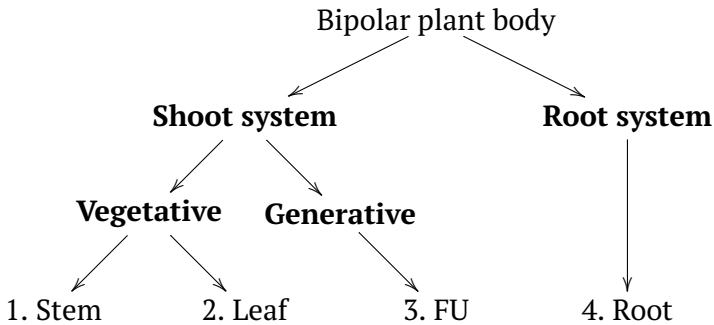 Bipolar plant body
Shoot system
Root system
Vegetative
Generative
1. Stem
2. Leaf
3. FU
4. Root